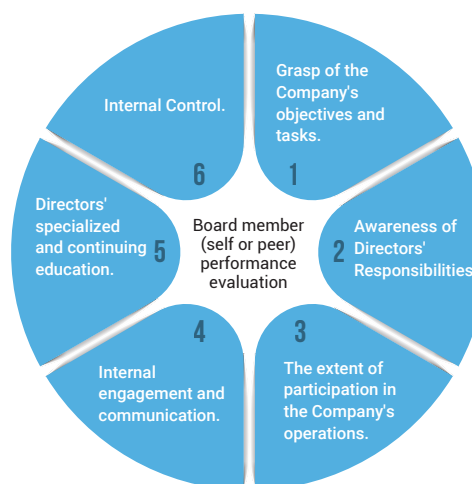 Board member
(self or peer)
performance
evaluation
1
Grasp of the
Company's
objectives and
tasks.
2
Awareness of
Directors'
Responsibilities
3
The extent of
participation in
the Company's
operations.
4
Internal
engagement and
communication.
5
Directors'
specialized
and continuing
education.
6
Internal Control.